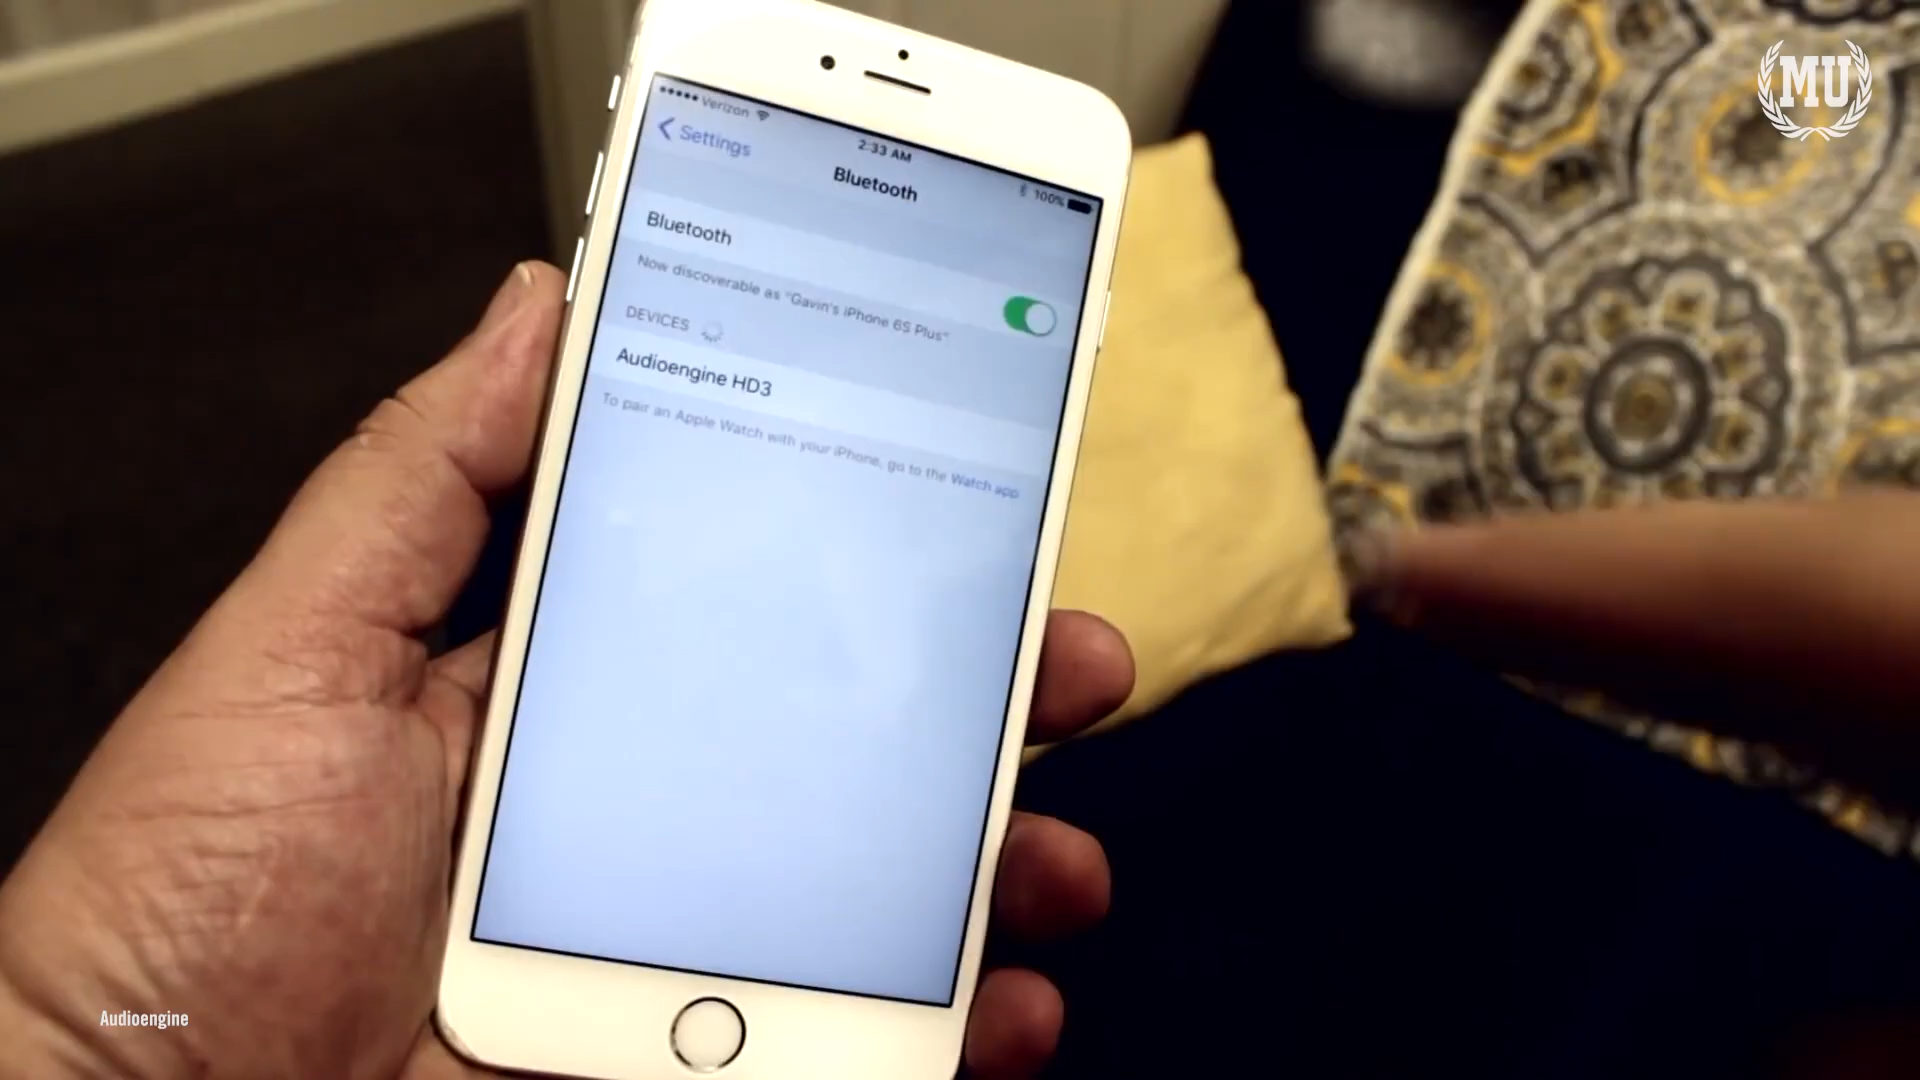 MU
Verizon
2:33 AM
100%
Settings
Bluetooth
Bluetooth
Now discoverable as "Gavin's iPhone 6S Plus"
DEVICES
Audioengine HD3
To pair an Apple Watch with your iPhone, go to the Watch app
Audioengine